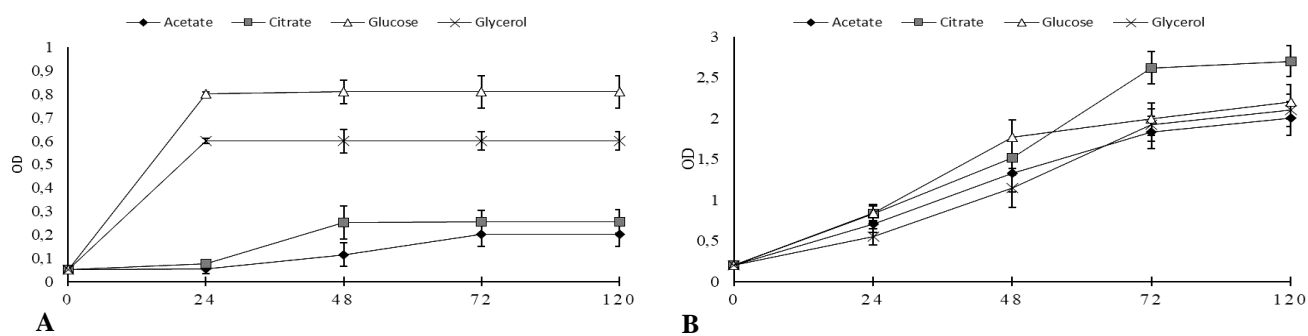 Acetate Citrate Glucose Glycerol
1
0,9
0,8
0,7
0,6
0,5
0,4
0,3
0,2
0,1
0
OD
0 24 48 72 120
A
Acetate Citrate Glucose Glycerol
3
2,5
2
1,5
1
0,5
0
OD
0 24 48 72 120
B